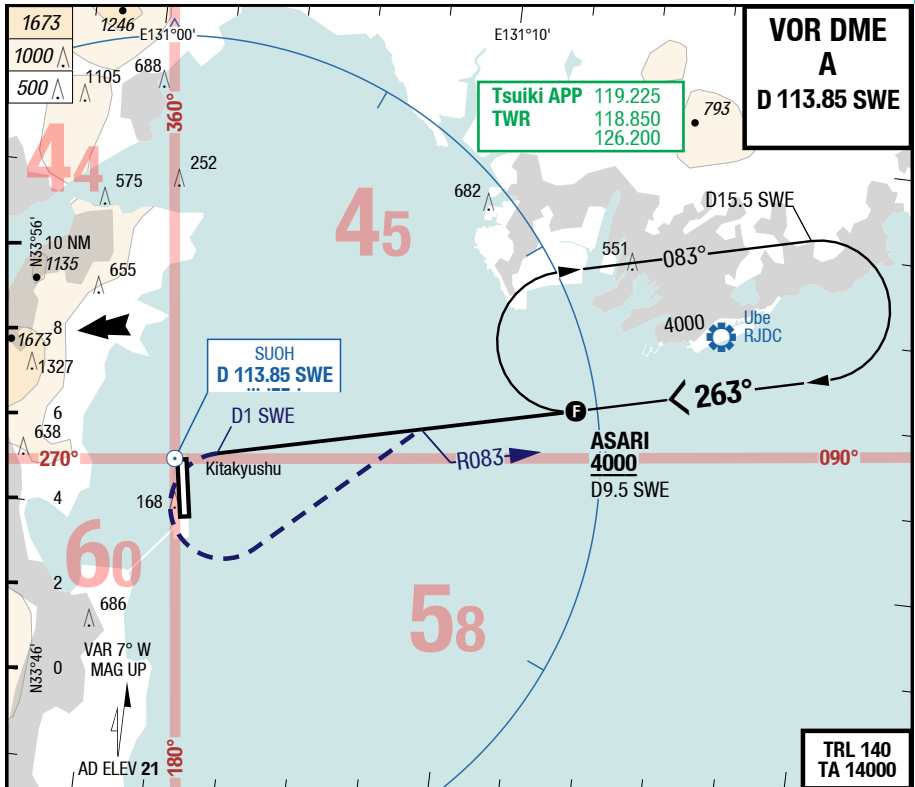 1673
1246
1000
500
1105
688
E131°00'
E131°10'
VOR DME
A
D 113.85 SWE
Tsuiki APP 119.225
TWR 118.850
126.200
793
360°
44
252
575
45
682
D15.5 SWE
N33°56'
10 NM
1135
655
551
083°
4000
Ube
RJDC
8
1673
1327
SUOH
D 113.85 SWE
D1 SWE
263°
6
638
F
ASARI
4000
D9.5 SWE
270°
Kitakyushu
R083
090°
4
168
60
2
686
58
VAR 7° W
MAG UP
N33°46'
0
AD ELEV 21
180°
TRL 140
TA 14000